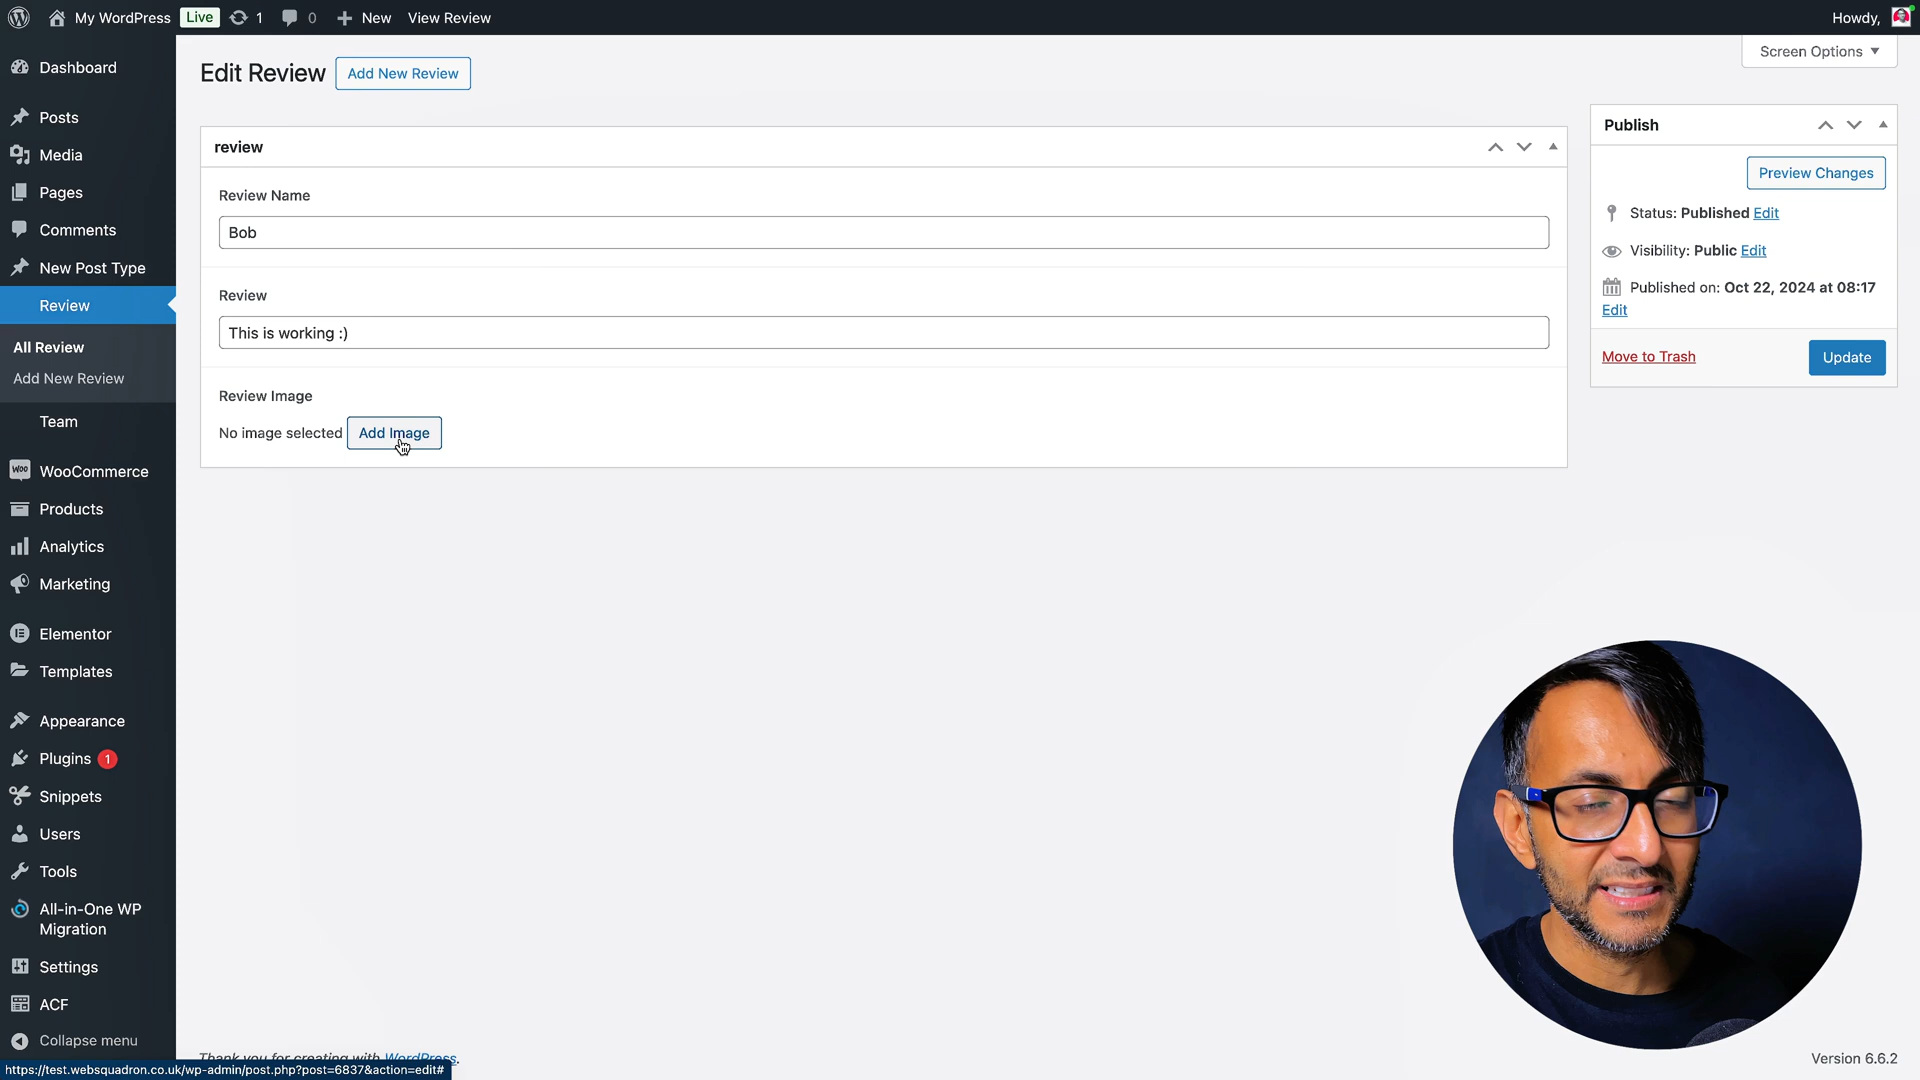 My WordPress Live 1 0 New View Review Howdy,
Screen Options
Edit Review Add New Review
Dashboard
Posts
Media
Pages
Comments
New Post Type
Review
All Review
Add New Review
Team
WooCommerce
Products
Analytics
Marketing
Elementor
Templates
Appearance
Plugins 1
Snippets
Users
Tools
All-in-One WP
Migration
Settings
ACF
Collapse menu
review
Review Name
Bob
Review
This is working :)
Review Image
No image selected Add Image
Publish
Preview Changes
Status: Published Edit
Visibility: Public Edit
Published on: Oct 22, 2024 at 08:17
Edit
Move to Trash Update
Thank you for creating with WordPress.
Version 6.6.2
https://test.websquadron.co.uk/wp-admin/post.php?post=6837&action=edit#